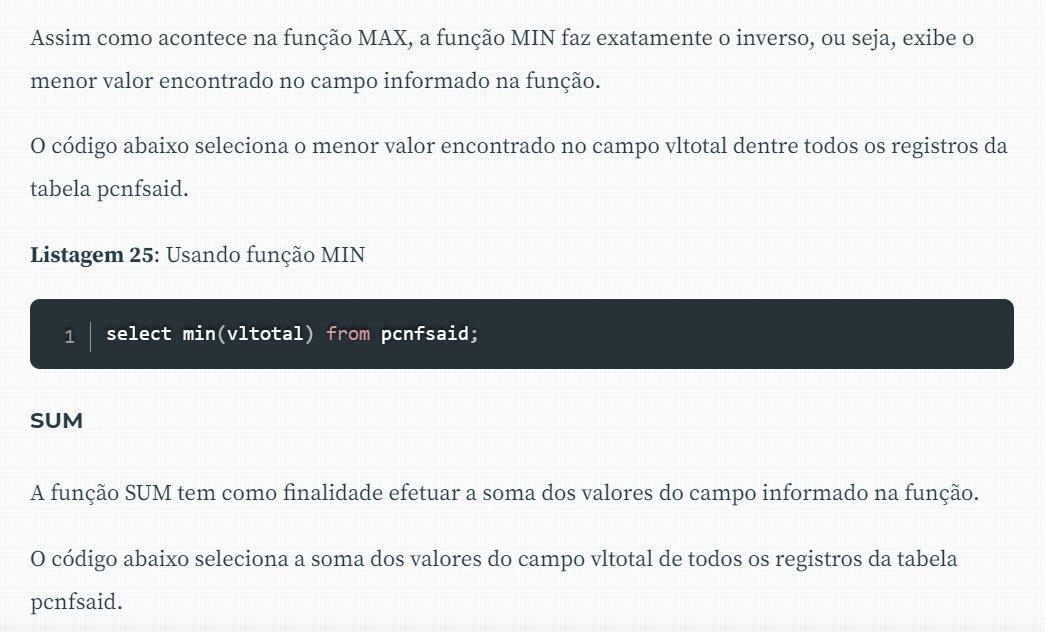 Assim como acontece na função MAX, a função MIN faz exatamente o inverso, ou seja, exibe o
menor valor encontrado no campo informado na função.
O código abaixo seleciona o menor valor encontrado no campo vltotal dentre todos os registros da
tabela pcnfsaid.
Listagem 25: Usando função MIN
1 select min(vltotal) from pcnfsaid;
SUM
A função SUM tem como finalidade efetuar a soma dos valores do campo informado na função.
O código abaixo seleciona a soma dos valores do campo vltotal de todos os registros da tabela
pcnfsaid.